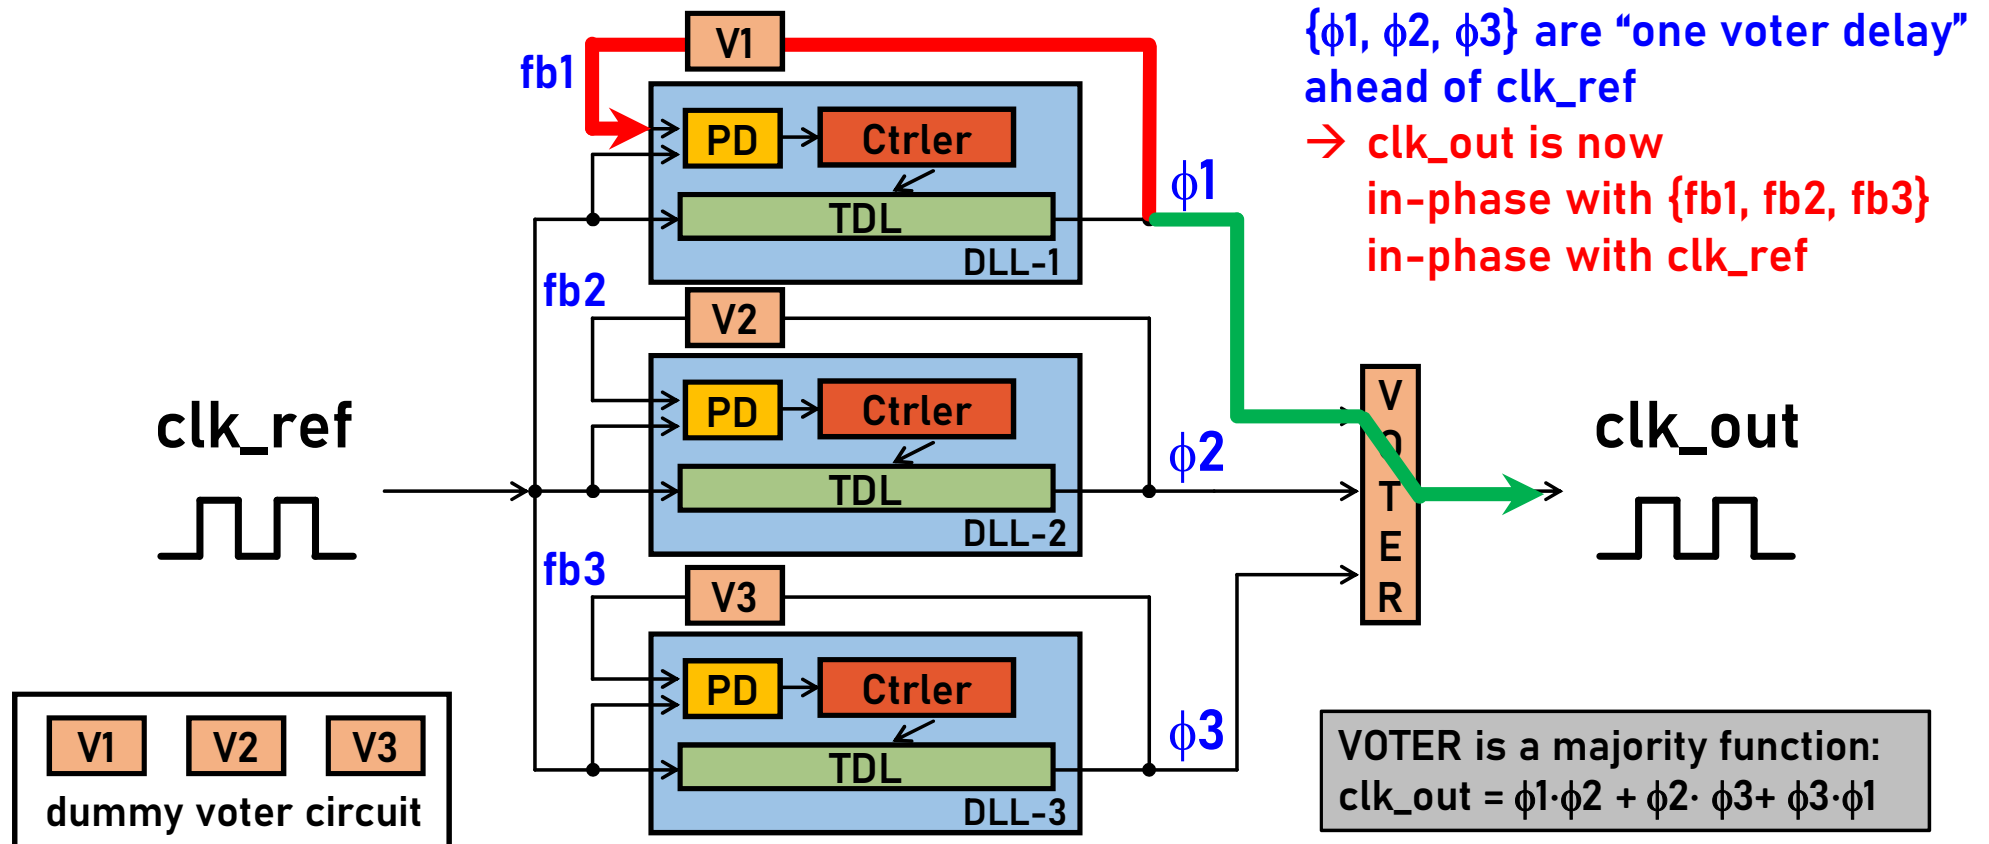 V1
fb1
PD
Ctrler
TDL
DLL-1
ϕ1
{ϕ1, ϕ2, ϕ3} are “one voter delay”
ahead of clk_ref
→ clk_out is now
in-phase with {fb1, fb2, fb3}
in-phase with clk_ref
fb2
V2
PD
Ctrler
TDL
DLL-2
ϕ2
clk_ref
VOTER
clk_out
fb3
V3
PD
Ctrler
TDL
DLL-3
ϕ3
V1 V2 V3
dummy voter circuit
VOTER is a majority function:
clk_out = ϕ1·ϕ2 + ϕ2· ϕ3+ ϕ3·ϕ1